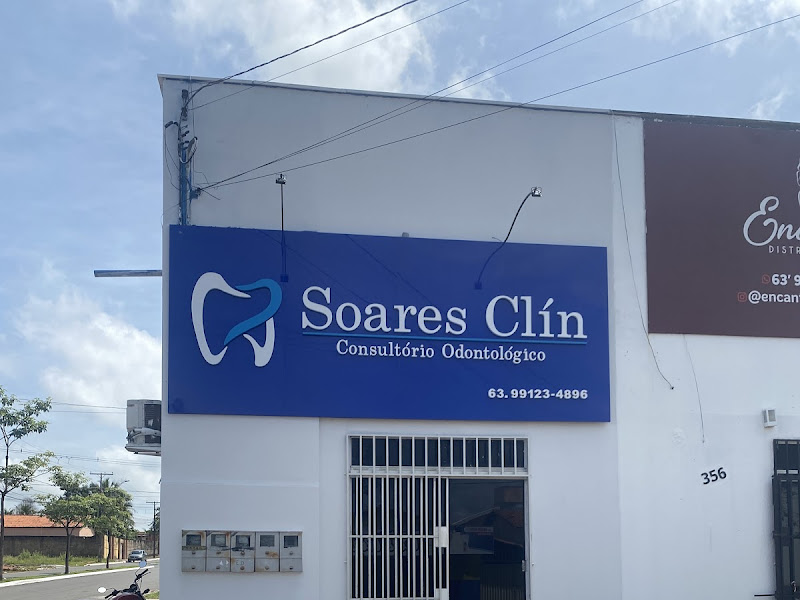 Soares Clín
Consultório Odontológico
63. 99123-4896
356